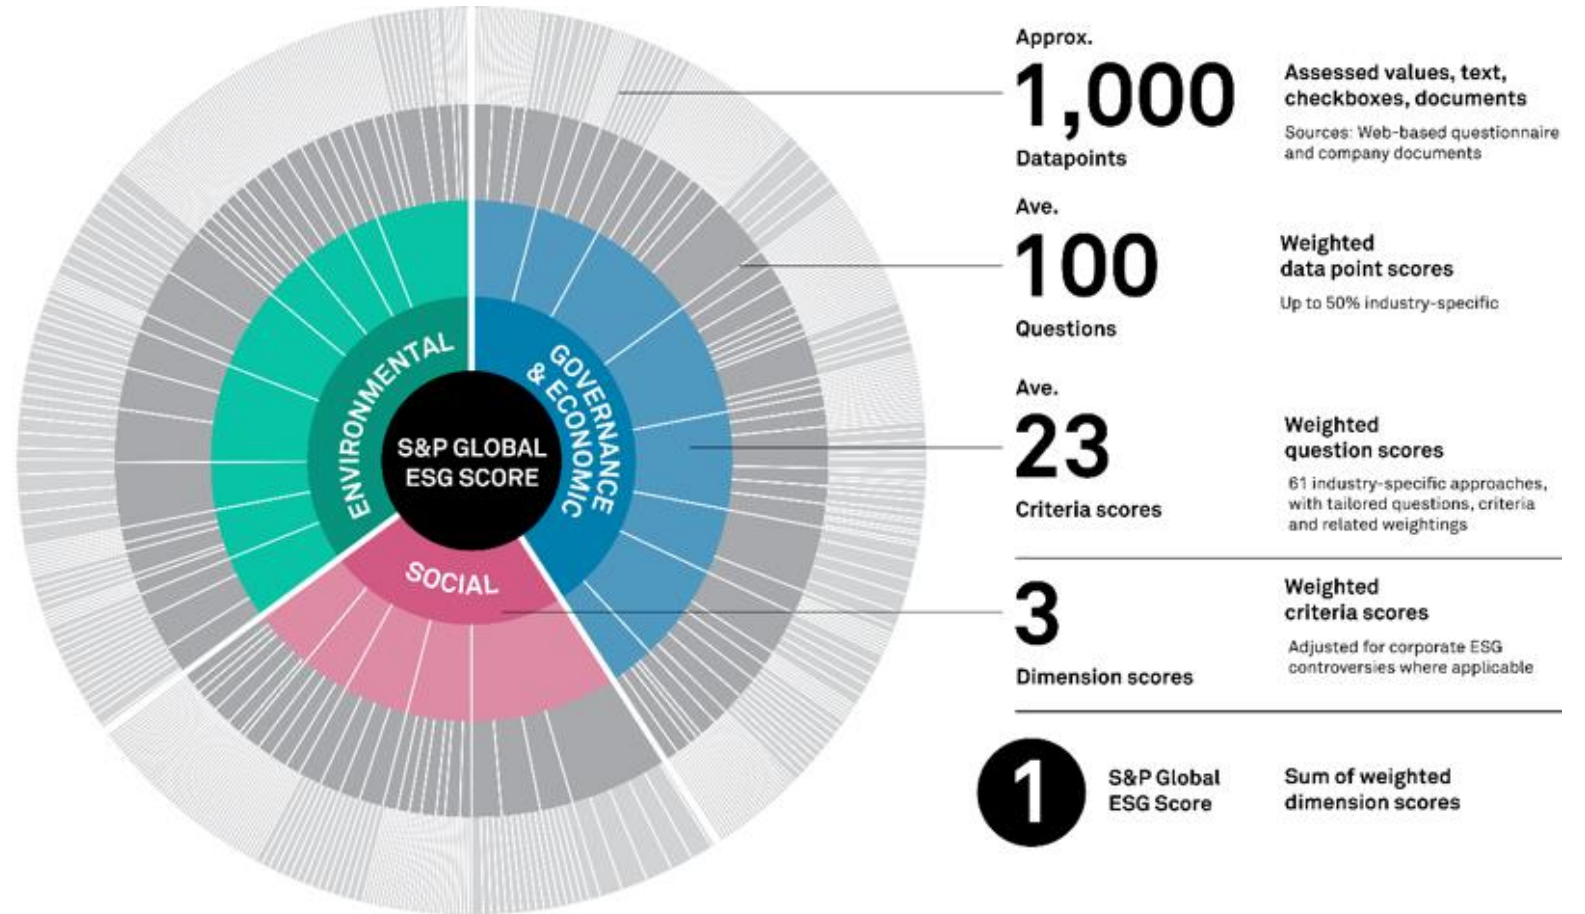 ENVIRONMENTAL
GOVERNANCE
& ECONOMIC
S&P GLOBAL
ESG SCORE
SOCIAL
Approx.
1,000
Datapoints
Assessed values, text,
checkboxes, documents
Sources: Web-based questionnaire
and company documents
Ave.
100
Questions
Weighted
data point scores
Up to 50% industry-specific
Ave.
23
Criteria scores
Weighted
question scores
61 industry-specific approaches,
with tailored questions, criteria
and related weightings
3
Dimension scores
Weighted
criteria scores
Adjusted for corporate ESG
controversies where applicable
1
S&P Global
ESG Score
Sum of weighted
dimension scores